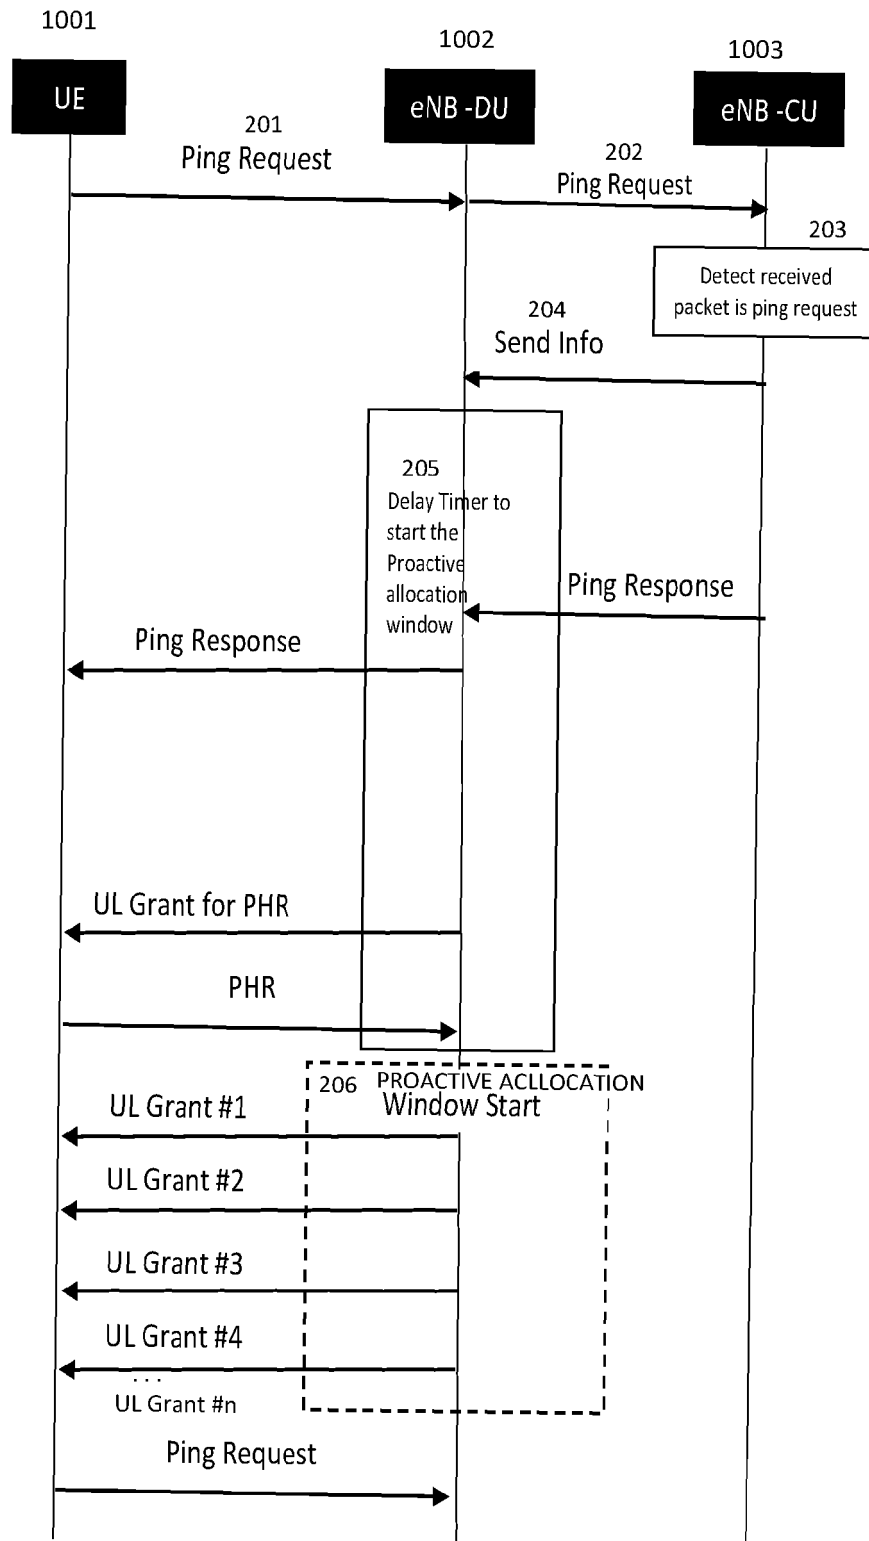 1001
1002
1003
UE
eNB -DU
eNB -CU
201
Ping Request
202
Ping Request
203
Detect received
packet is ping request
204
Send Info
205
Delay Timer to
start the
Proactive
allocation
window
Ping Response
Ping Response
UL Grant for PHR
PHR
206 PROACTIVE ACLLOCATION
Window Start
UL Grant #1
UL Grant #2
UL Grant #3
UL Grant #4
...
UL Grant #n
Ping Request